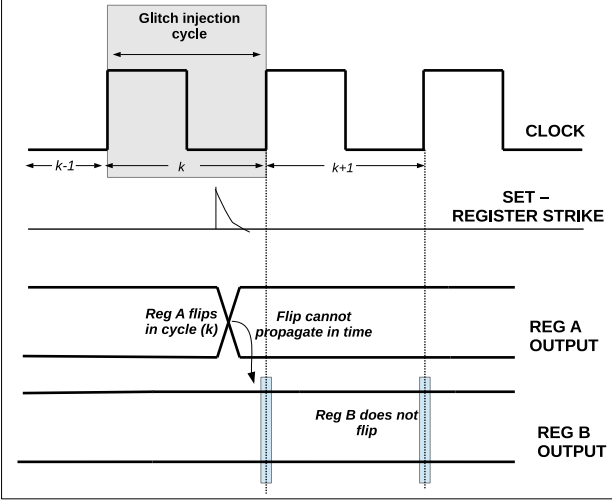 Glitch injection
cycle
CLOCK
k-1
k
k+1
SET –
REGISTER STRIKE
Reg A flips
in cycle (k)
Flip cannot
propagate in time
REG A
OUTPUT
Reg B does not
flip
REG B
OUTPUT